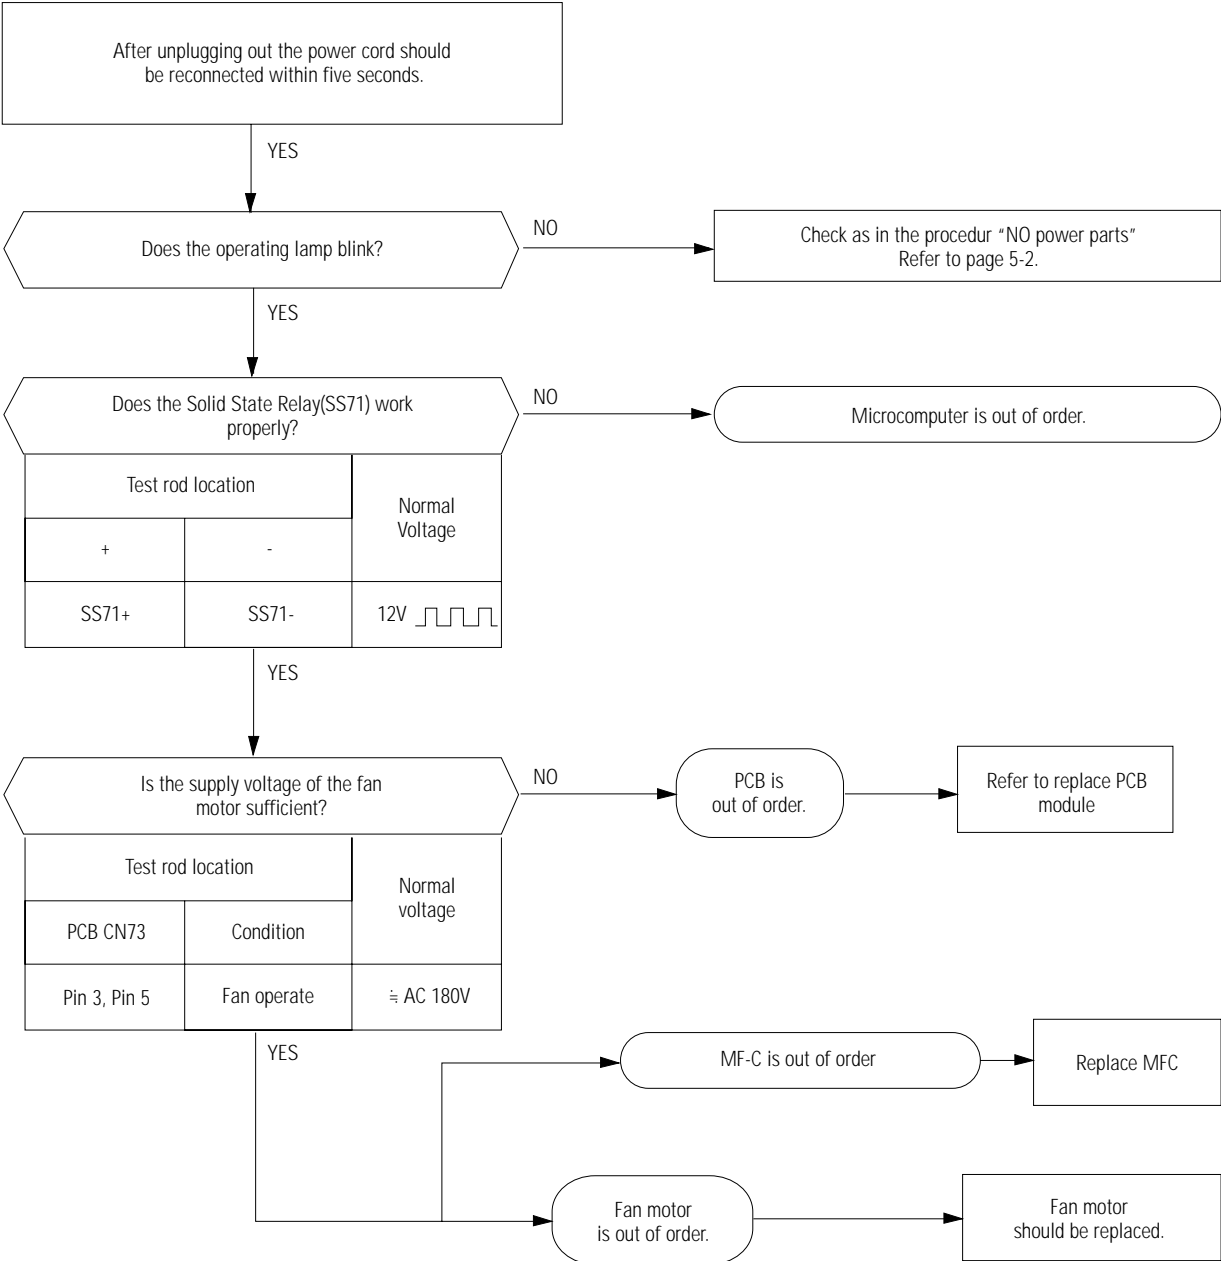 After unplugging out the power cord should
be reconnected within five seconds.
YES
Does the operating lamp blink?
NO
Check as in the procedur "NO power parts"
Refer to page 5-2.
YES
Does the Solid State Relay(SS71) work
properly?
NO
Microcomputer is out of order.
Test rod location
Normal
Voltage
+
-
SS71+
SS71-
12V
YES
Is the supply voltage of the fan
motor sufficient?
NO
PCB is
out of order.
Refer to replace PCB
module
Test rod location
Normal
voltage
PCB CN73
Condition
Pin 3, Pin 5
Fan operate
≒ AC 180V
YES
MF-C is out of order
Replace MFC
Fan motor
is out of order.
Fan motor
should be replaced.